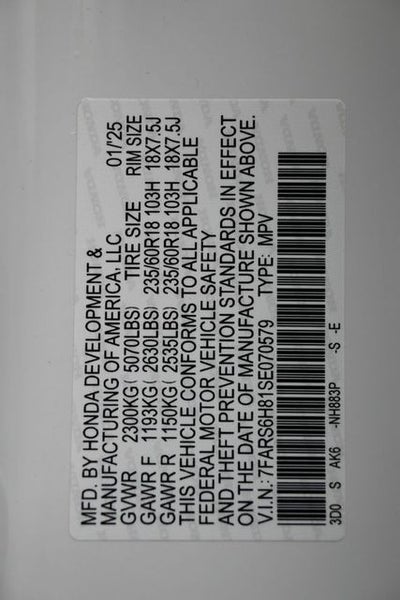 MFD. BY HONDA DEVELOPMENT &
MANUFACTURING OF AMERICA, LLC 01/'25
GVWR 2300KG ( 5070LBS) TIRE SIZE RIM SIZE
GAWR F 1193KG ( 2630LBS) 235/60R18 103H 18X7.5J
GAWR R 1150KG ( 2535LBS) 235/60R18 103H 18X7.5J
THIS VEHICLE CONFORMS TO ALL APPLICABLE
FEDERAL MOTOR VEHICLE SAFETY
AND THEFT PREVENTION STANDARDS IN EFFECT
ON THE DATE OF MANUFACTURE SHOWN ABOVE.
V.I.N.: 7FARS6H81SE070579 TYPE: MPV
3D0 S AK6 -NH883P -S -E